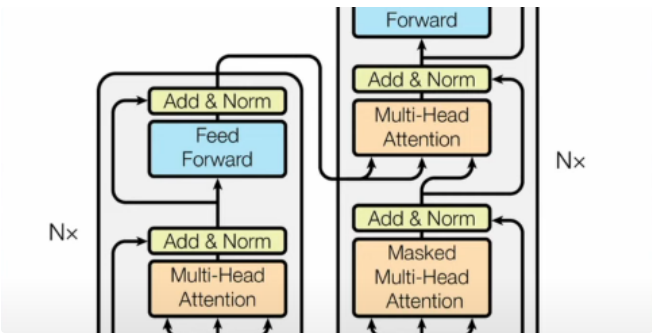 Forward
Add & Norm
Multi-Head
Attention
Nx
Add & Norm
Masked
Multi-Head
Attention
Add & Norm
Feed
Forward
Nx
Add & Norm
Multi-Head
Attention